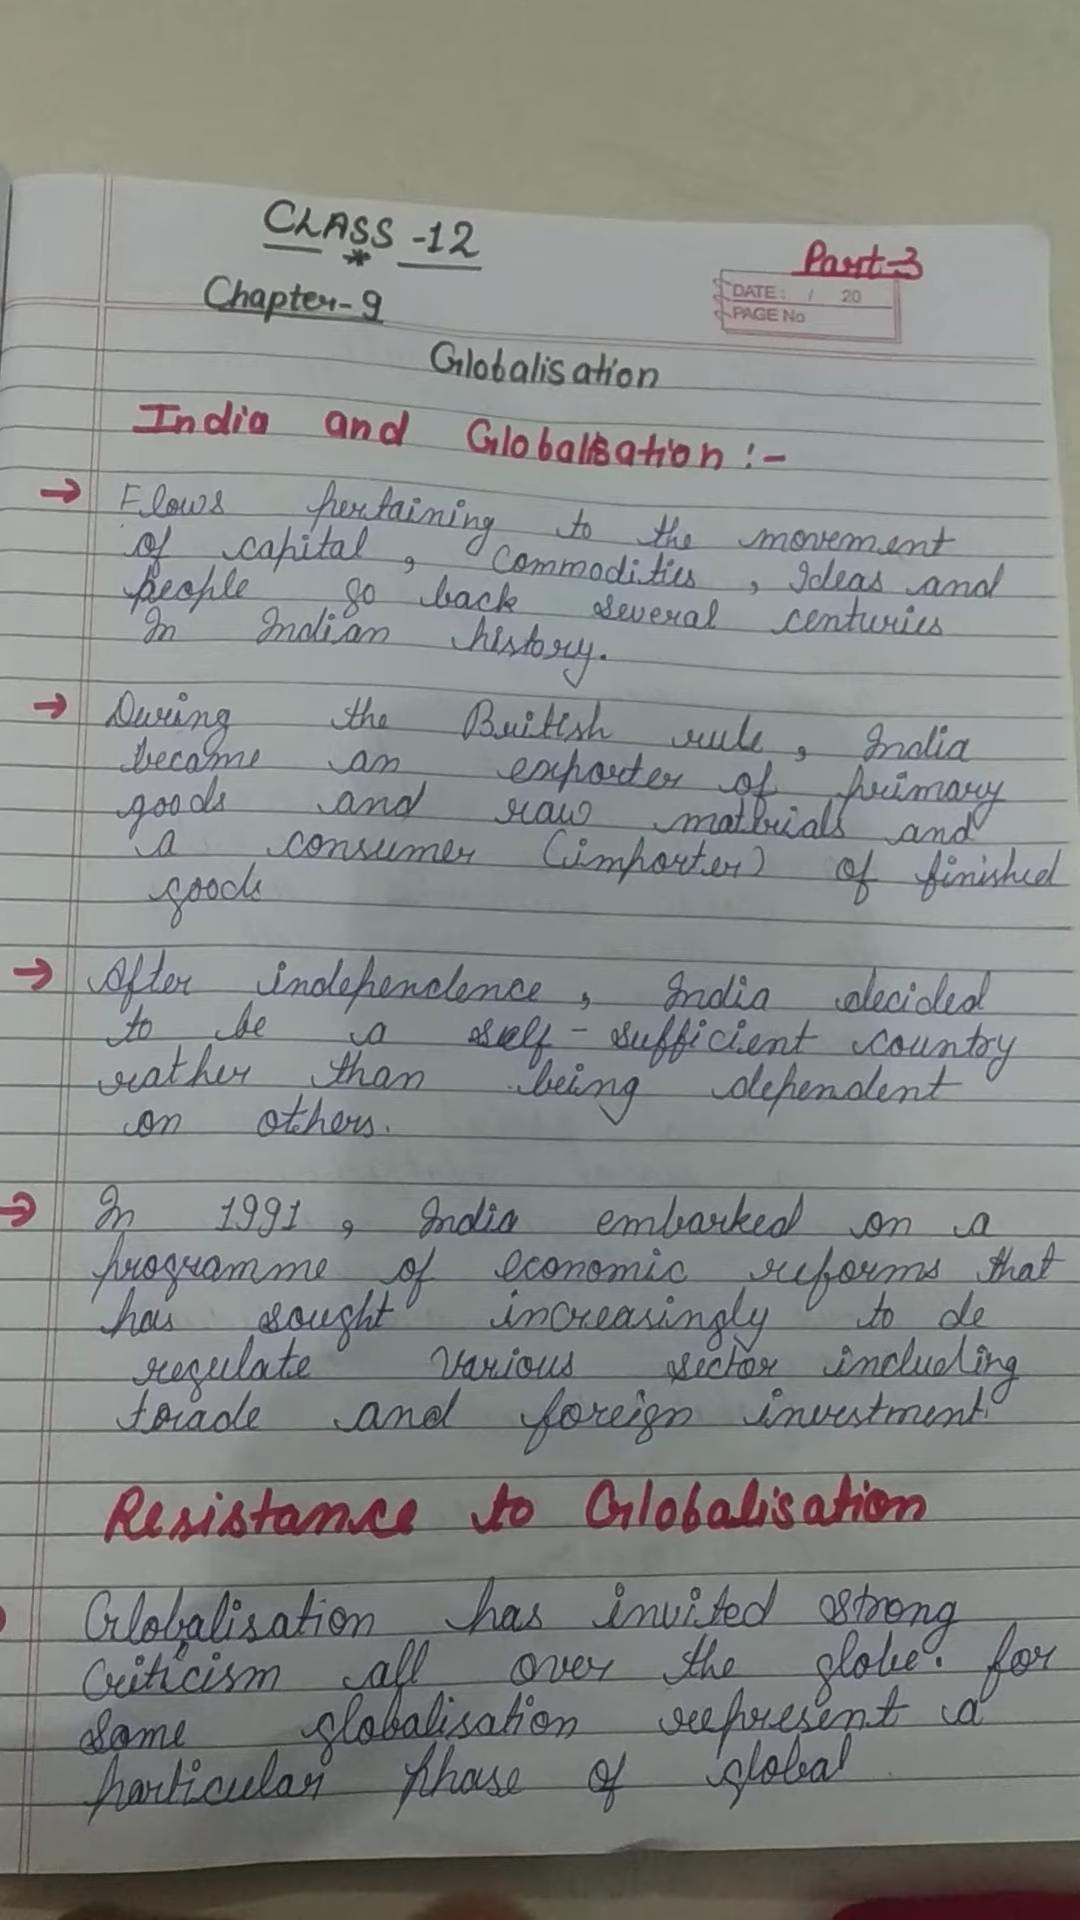 CLASS -12
Part-3
DATE: / 20
PAGE No
Chapter-9
Globalisation
India and Globalisation :-
→ Flows pertaining to the movement
of capital, commodities, Ideas and
people go back several centuries
In Indian history.
→ During the British rule, India
became an exporter of primary
goods and raw materials and
a consumer (importer) of finished
goods
→ After independence, India decided
to be a self-sufficient country
rather than being dependent
on others.
→ In 1991, India embarked on a
programme of economic reforms that
has sought increasingly to de
regulate various sector including
trade and foreign investment.
Resistance to Globalisation
Globalisation has invited strong
criticism all over the globe. for
some globalisation represent a
particular phase of global